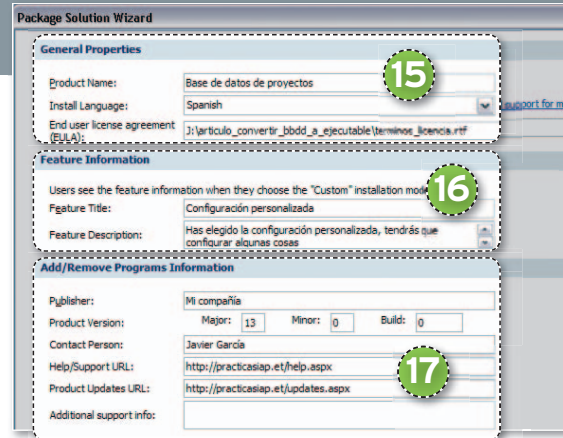 Package Solution Wizard
General Properties
15
Product Name: Base de datos de proyectos
Install Language: Spanish
support for m
End user license agreement (EULA): J:\articulo_convertir_bbdd_a_ejecutable\terminos_licencia.rtf
Feature Information
16
Users see the feature information when they choose the "Custom" installation mode
Feature Title: Configuración personalizada
Feature Description: Has elegido la configuración personalizada, tendrás que
configurar algunas cosas
Add/Remove Programs Information
Publisher: Mi compañía
Product Version: Major: 13 Minor: 0 Build: 0
Contact Person: Javier García
Help/Support URL: http://practicasiap.et/help.aspx
17
Product Updates URL: http://practicasiap.et/updates.aspx
Additional support info: